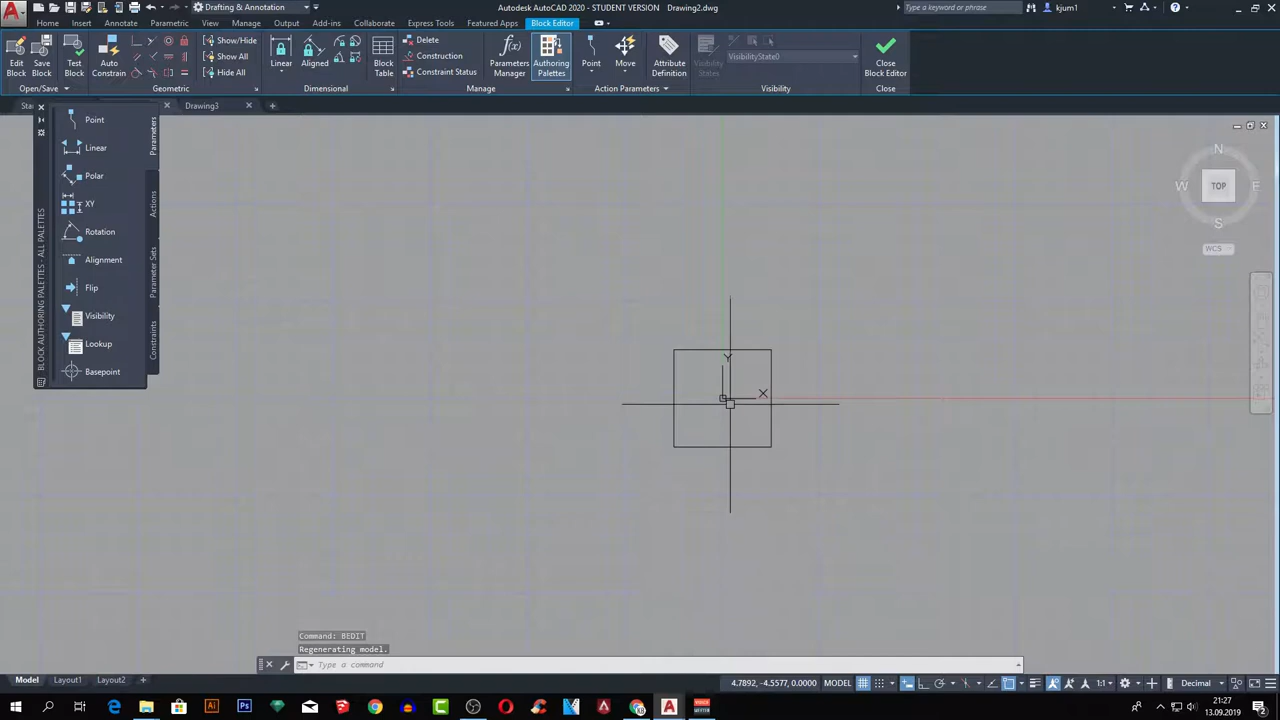 Autodesk AutoCAD 2020 - STUDENT VERSION Drawing2.dwg
Drafting & Annotation
Share
Type a keyword or phrase
kjum1
Home Insert Annotate Parametric View Manage Output Add-ins Collaborate Express Tools Featured Apps Block Editor
Edit Block
Save Block
Test Block
Auto Constrain
Show/Hide
Show All
Hide All
Linear
Aligned
Block Table
Delete
Construction
Constraint Status
Parameters Manager
Authoring Palettes
Point
Move
Attribute Definition
Visibility States
VisibilityState0
Close Block Editor
Open/Save Geometric Dimensional Manage Action Parameters Visibility Close
Drawing3
Point
Linear
Polar
XY
Rotation
Alignment
Flip
Visibility
Lookup
Basepoint
Parameters
Actions
Parameter Sets
Constraints
BLOCK AUTHORING PALETTES - ALL PALETTES
N
W TOP E
S
WCS
Y
X
Command: BEDIT
Regenerating model.
Type a command
Model Layout1 Layout2
4.7892, -4.5577, 0.0000 MODEL
1:1
Decimal
21:27
13.09.2019